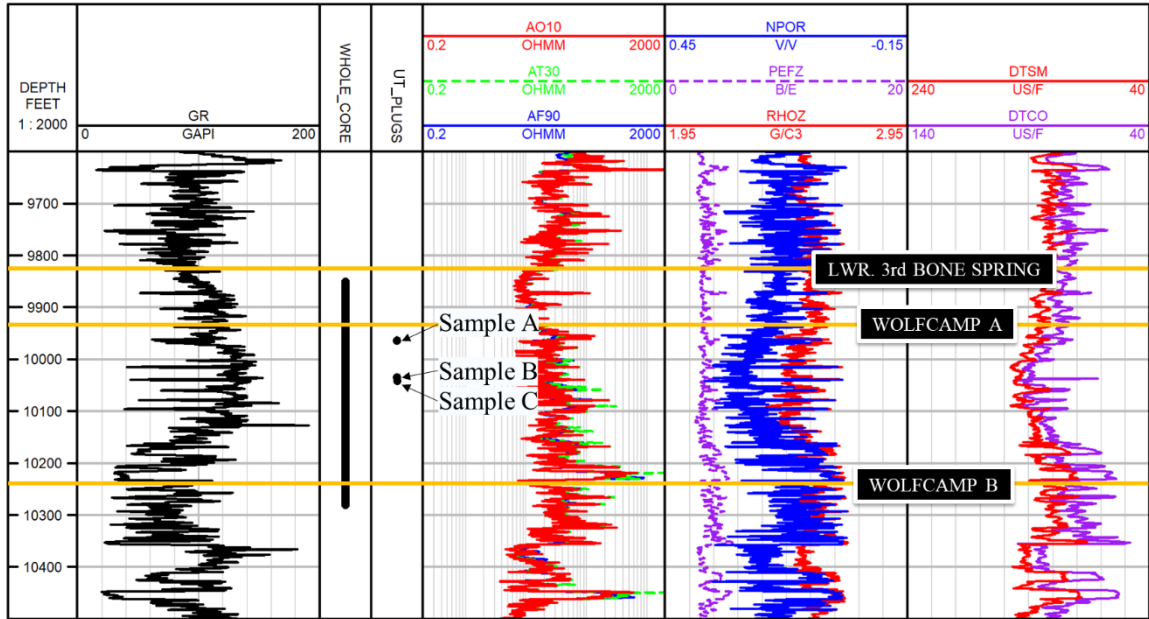 DEPTH
FEET
1 : 2000
GR
0 GAPI 200
WHOLE_CORE
UT_PLUGS
AO10
0.2 OHMM 2000
AT30
0.2 OHMM 2000
AF90
0.2 OHMM 2000
NPOR
0.45 V/V -0.15
PEFZ
0 B/E 20
RHOZ
1.95 G/C3 2.95
DTSM
240 US/F 40
DTCO
140 US/F 40
9700
9800
LWR. 3rd BONE SPRING
9900
Sample A
WOLFCAMP A
10000
Sample B
Sample C
10100
10200
WOLFCAMP B
10300
10400